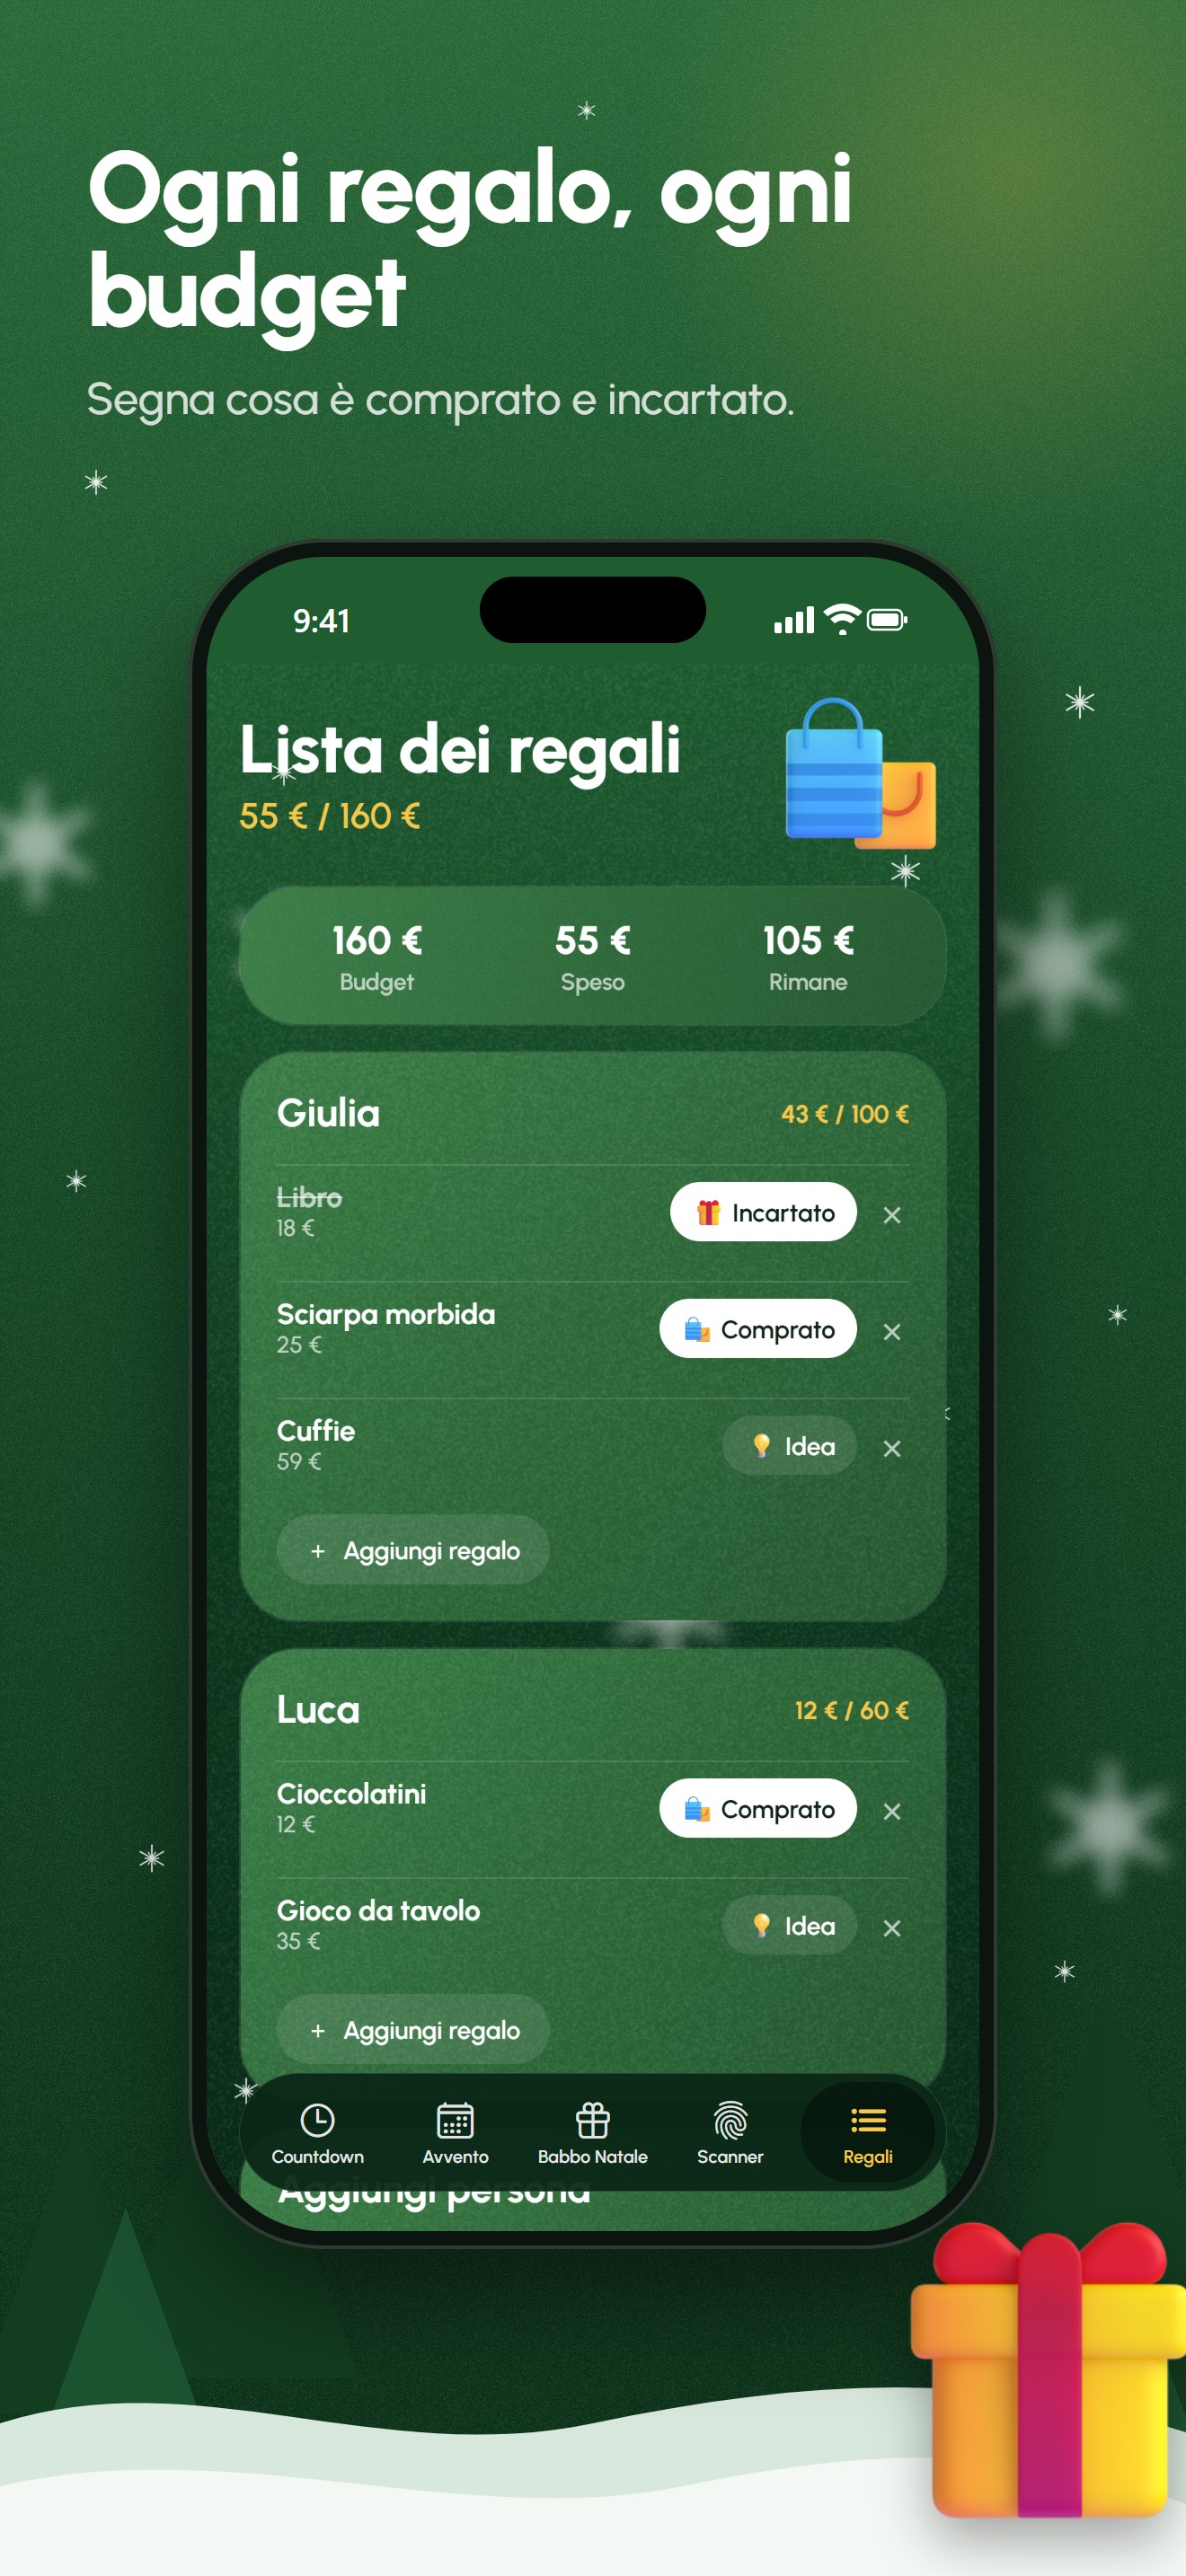 Ogni regalo, ogni
budget
Segna cosa è comprato e incartato.
9:41
Lista dei regali
55 € / 160 €
160 € 55 € 105 €
Budget Speso Rimane
Giulia 43 € / 100 €
Libro
18 €
Incartato ×
Sciarpa morbida
25 €
Comprato ×
Cuffie
59 €
Idea ×
+ Aggiungi regalo
Luca 12 € / 60 €
Cioccolatini
12 €
Comprato ×
Gioco da tavolo
35 €
Idea ×
+ Aggiungi regalo
Countdown Avvento Babbo Natale Scanner Regali
Aggiungi persona